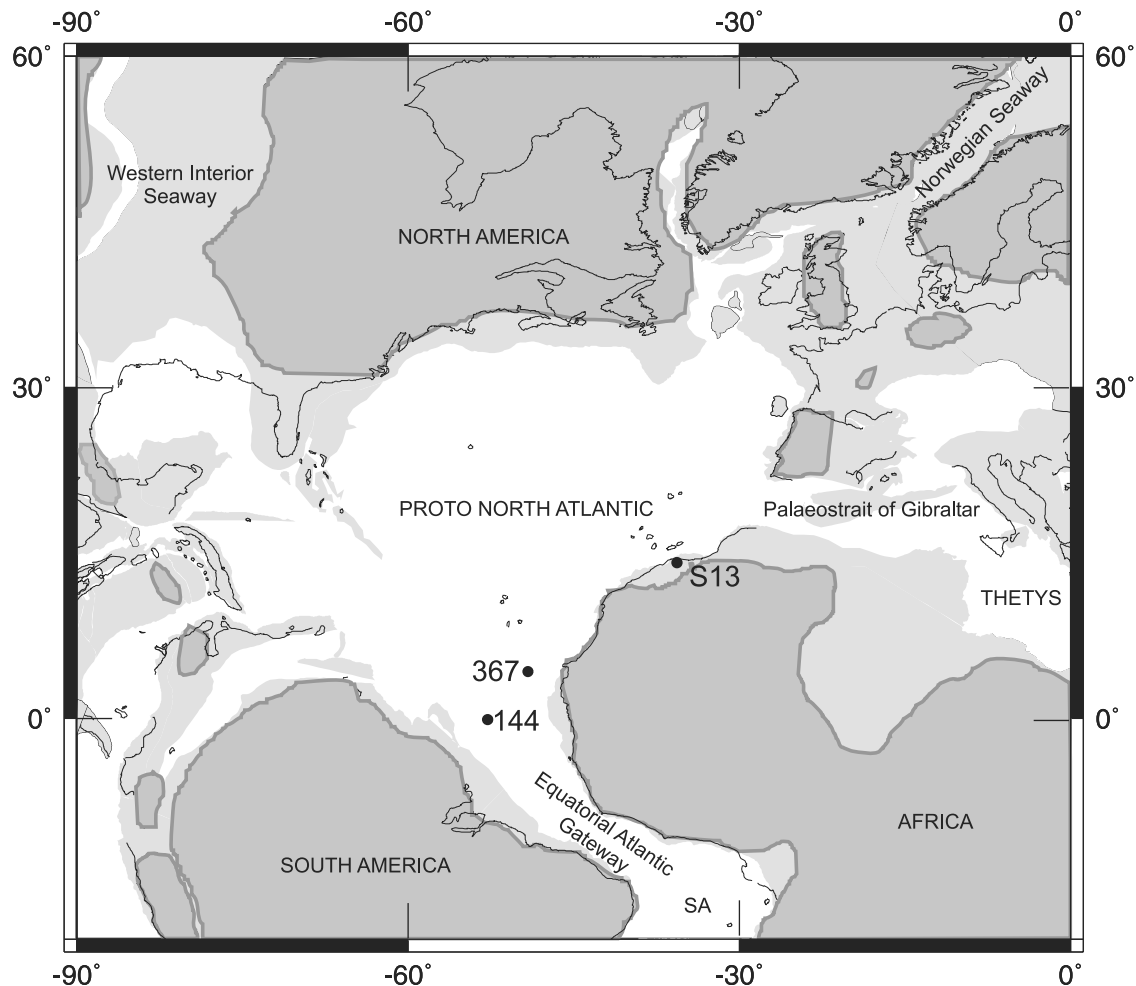 -90° -60° -30° 0°
60° 60°
Norwegian Seaway
Western Interior
Seaway
NORTH AMERICA
30° 30°
PROTO NORTH ATLANTIC
Palaeostrait of Gibraltar
S13
THETYS
367
0° 144 0°
Equatorial Atlantic
Gateway
AFRICA
SOUTH AMERICA
SA
-90° -60° -30° 0°